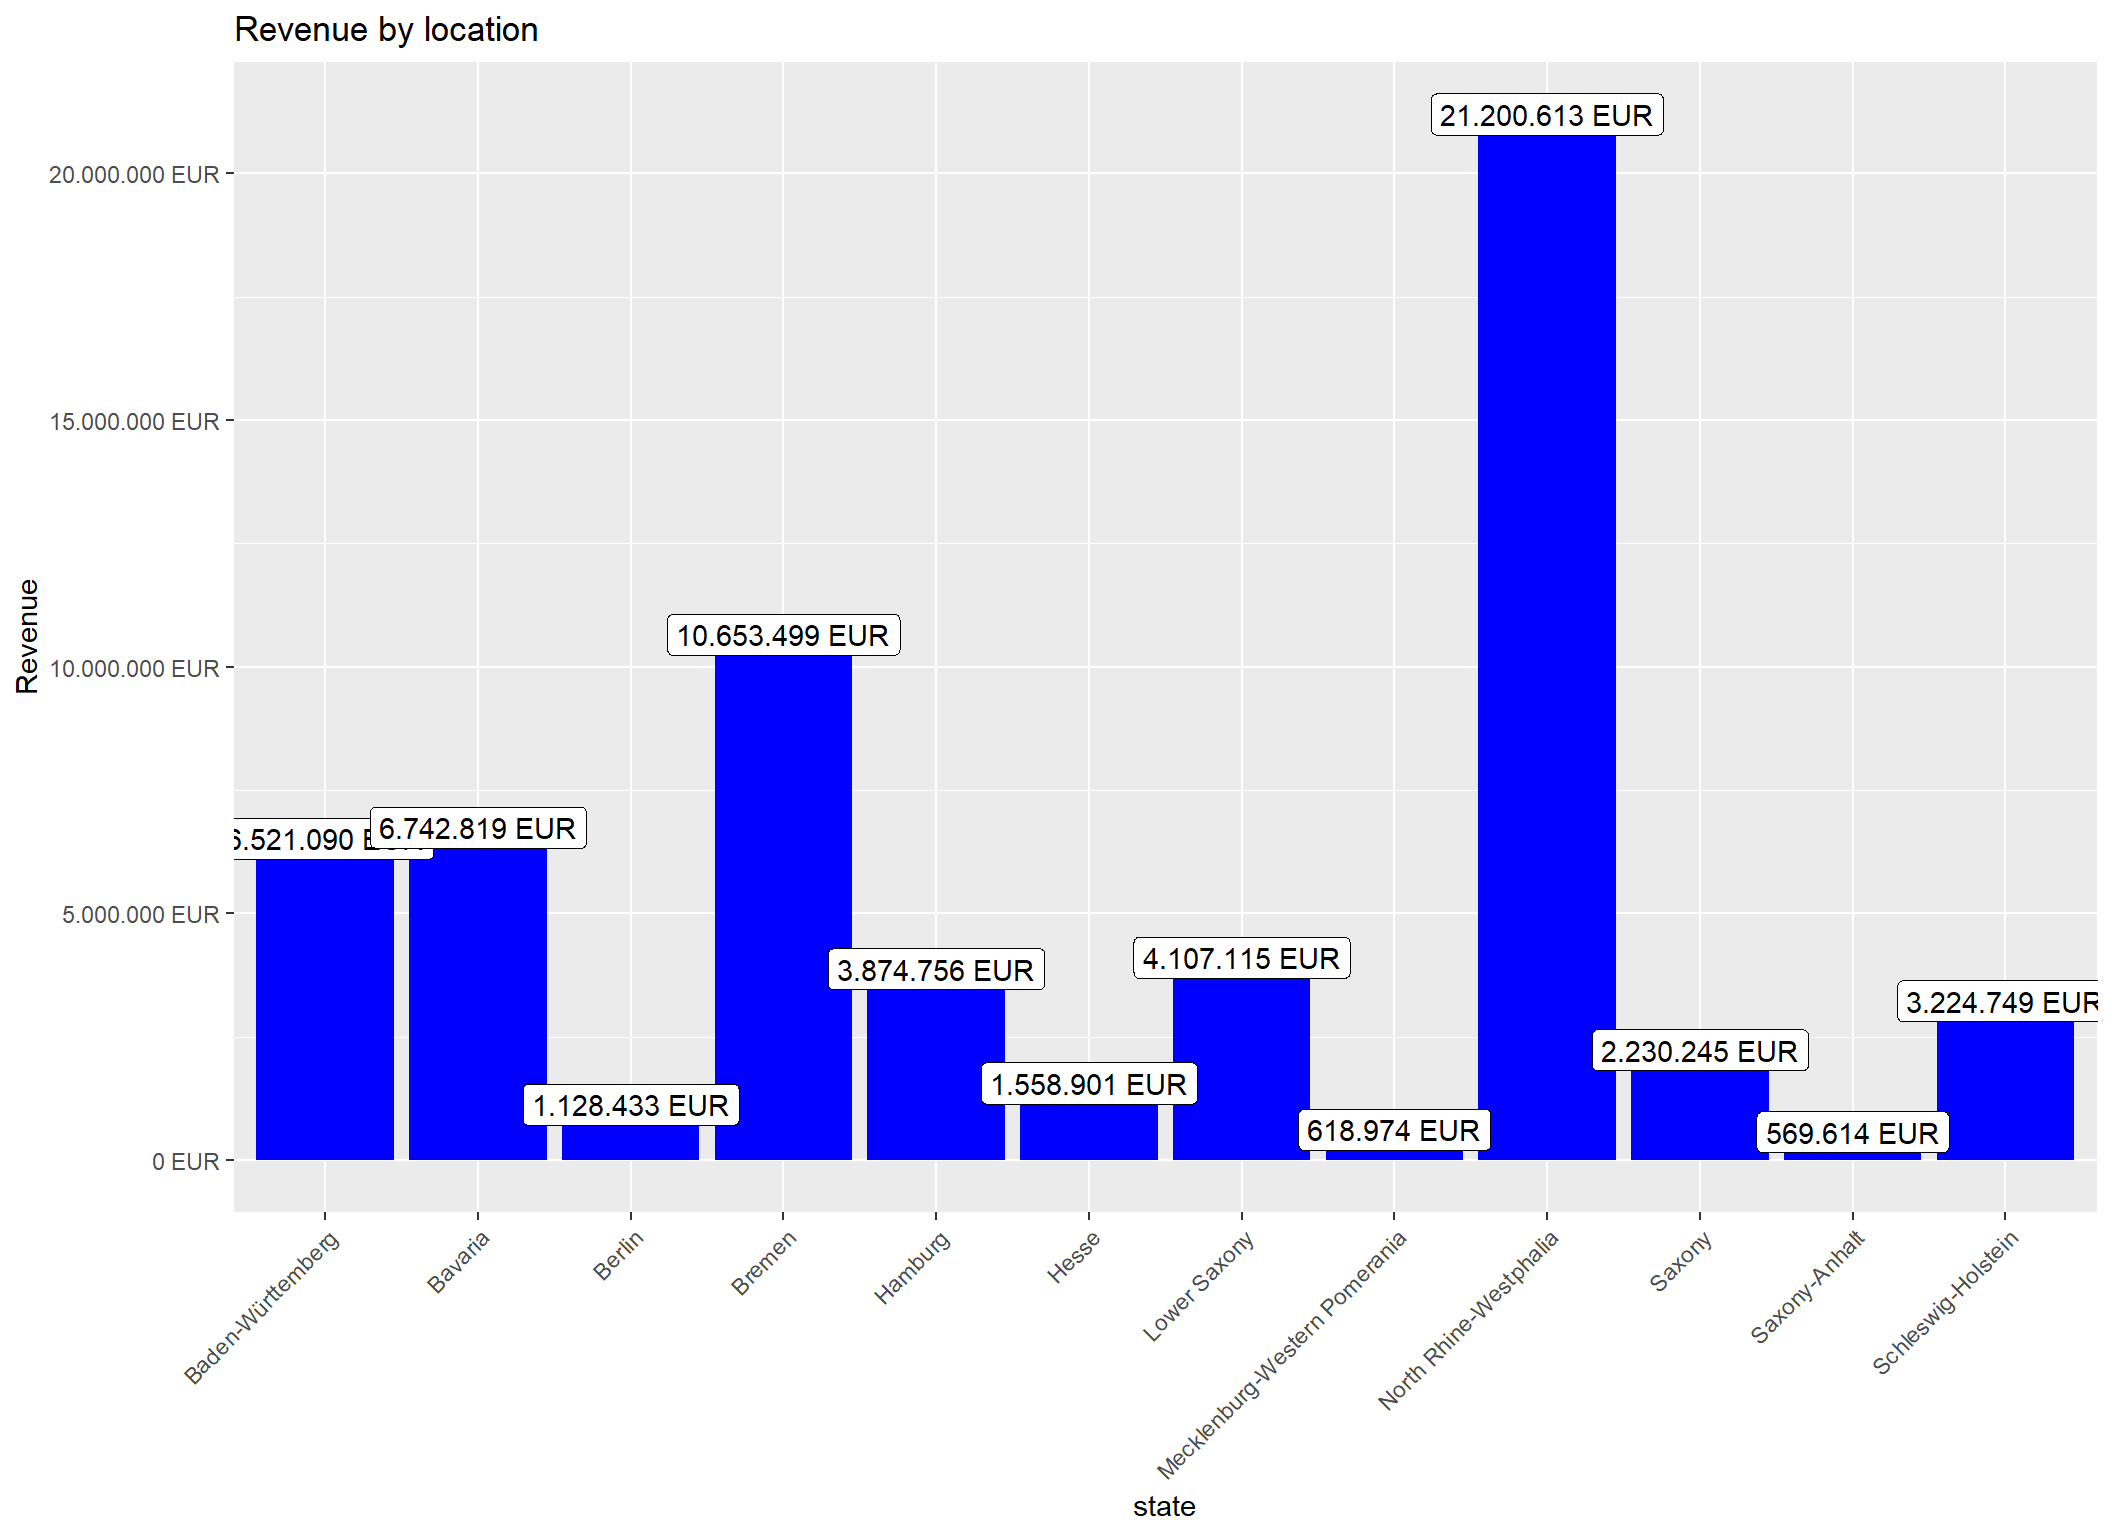 Revenue by location
Revenue
20.000.000 EUR
15.000.000 EUR
10.000.000 EUR
5.000.000 EUR
0 EUR
6.521.090
6.742.819 EUR
1.128.433 EUR
10.653.499 EUR
3.874.756 EUR
1.558.901 EUR
4.107.115 EUR
618.974 EUR
21.200.613 EUR
2.230.245 EUR
569.614 EUR
3.224.749 EUR
Baden-Württemberg
Bavaria
Berlin
Bremen
Hamburg
Hesse
Lower Saxony
Mecklenburg-Western Pomerania
North Rhine-Westphalia
Saxony
Saxony-Anhalt
Schleswig-Holstein
state